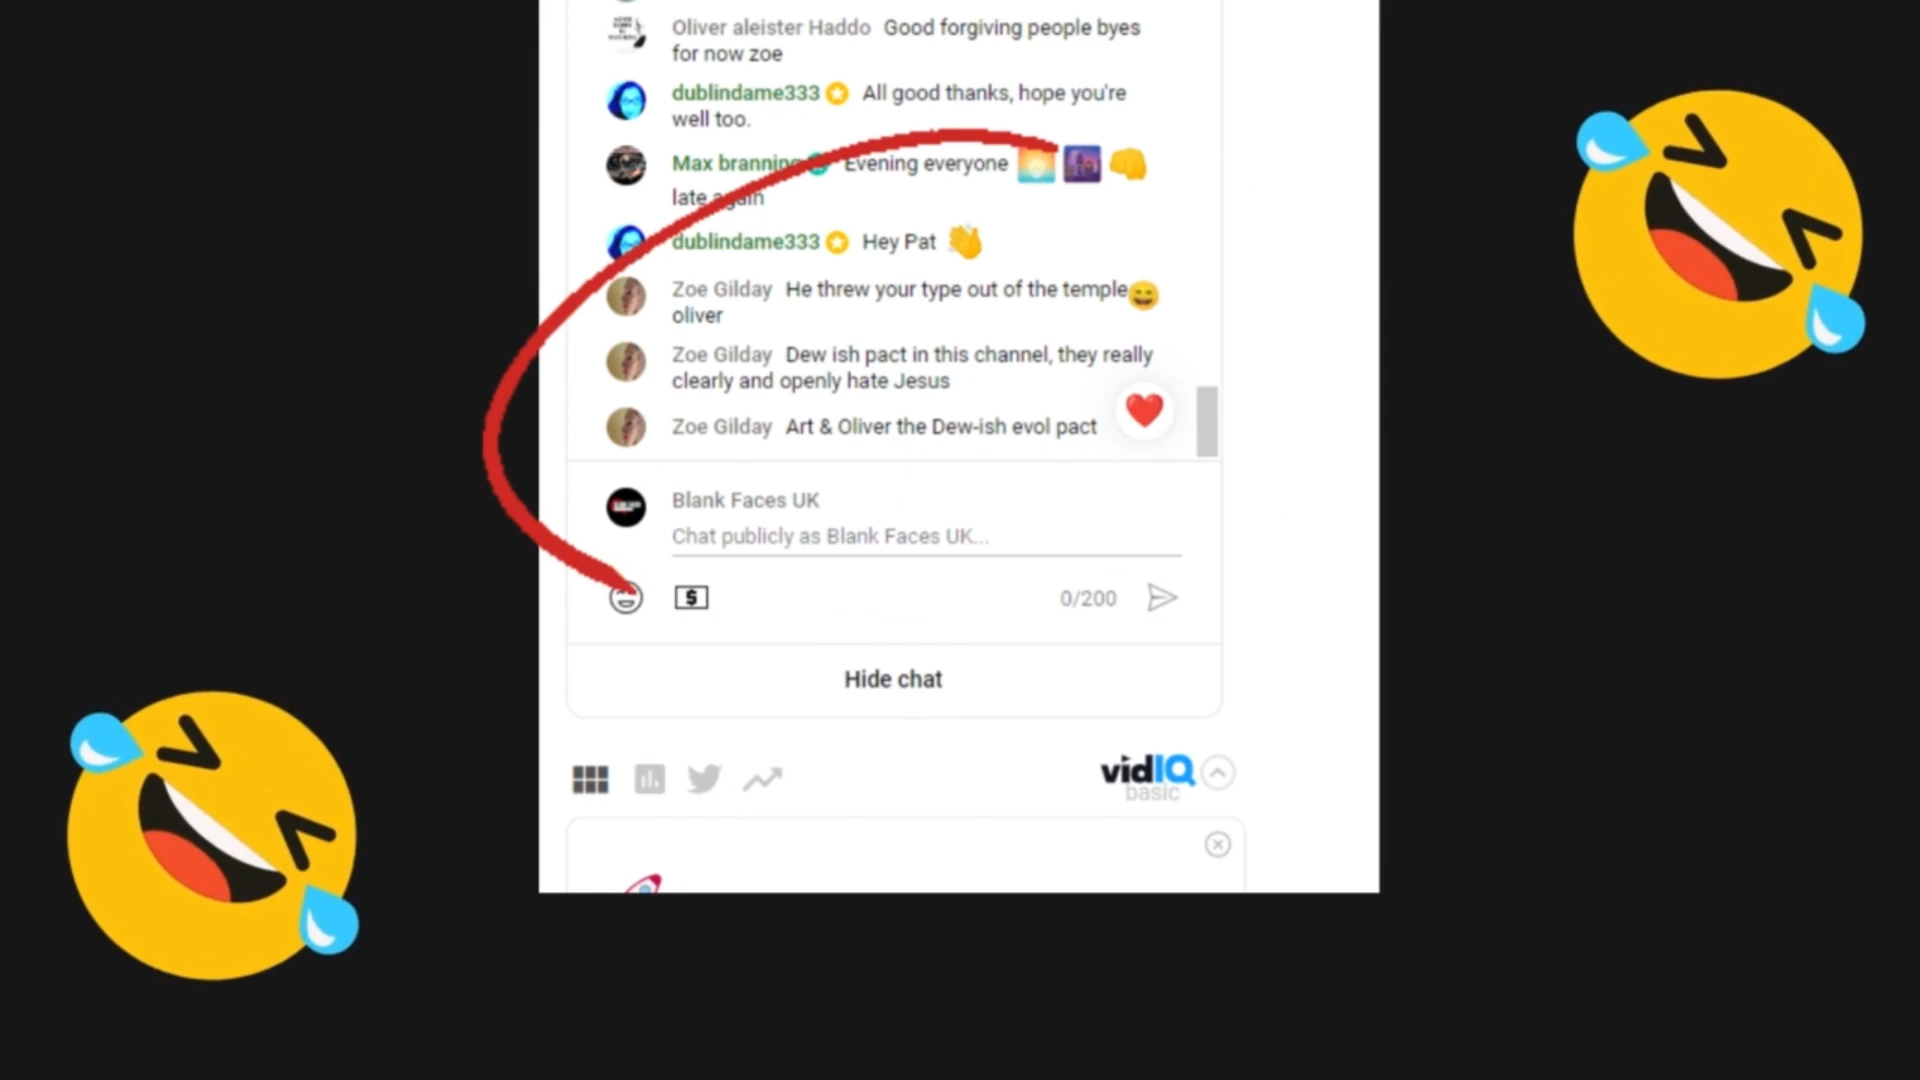 Oliver aleister Haddo Good forgiving people byes
for now zoe
dublindame333 All good thanks, hope you're
well too.
Max branning Evening everyone
late again
dublindame333 Hey Pat
Zoe Gilday He threw your type out of the temple
oliver
Zoe Gilday Dew ish pact in this channel, they really
clearly and openly hate Jesus
Zoe Gilday Art & Oliver the Dew-ish evol pact
Blank Faces UK
Chat publicly as Blank Faces UK...
$ 0/200
Hide chat
vidIQ
basic